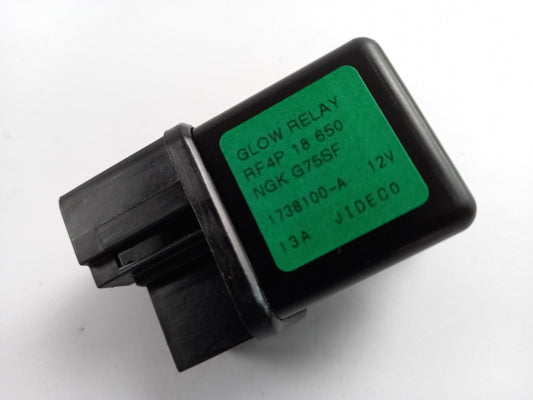 GLOW RELAY
RF4P 18 650
NGK G75SF 12V
1738100-A
13A JIDECO